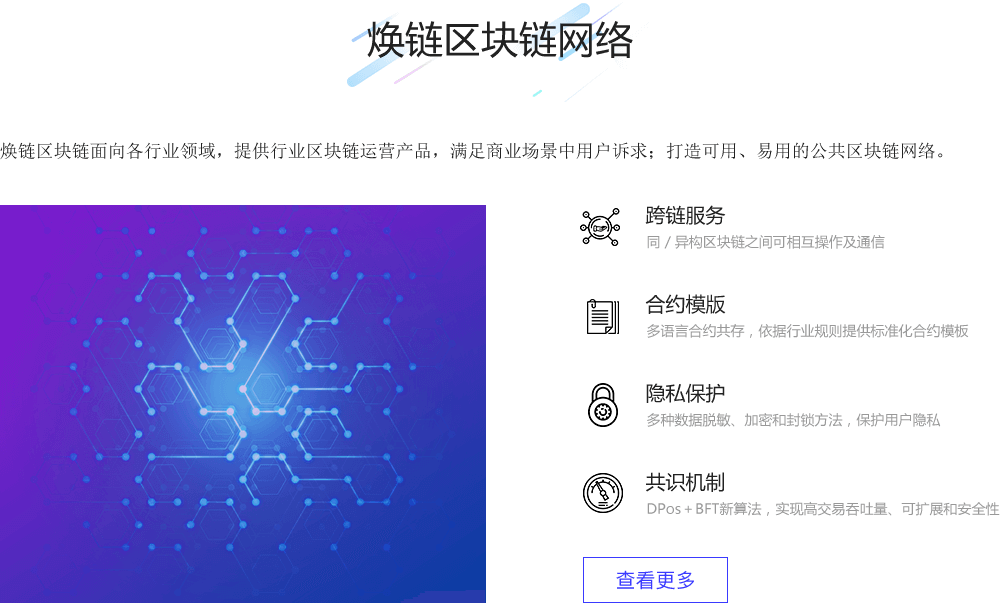 焕链区块链网络
焕链区块链面向各行业领域，提供行业区块链运营产品，满足商业场景中用户诉求；打造可用、易用的公共区块链网络。
跨链服务
同 / 异构区块链之间可相互操作及通信
合约模版
多语言合约共存，依据行业规则提供标准化合约模板
隐私保护
多种数据脱敏、加密和封锁方法，保护用户隐私
共识机制
DPos + BFT新算法，实现高交易吞吐量、可扩展和安全性
查看更多